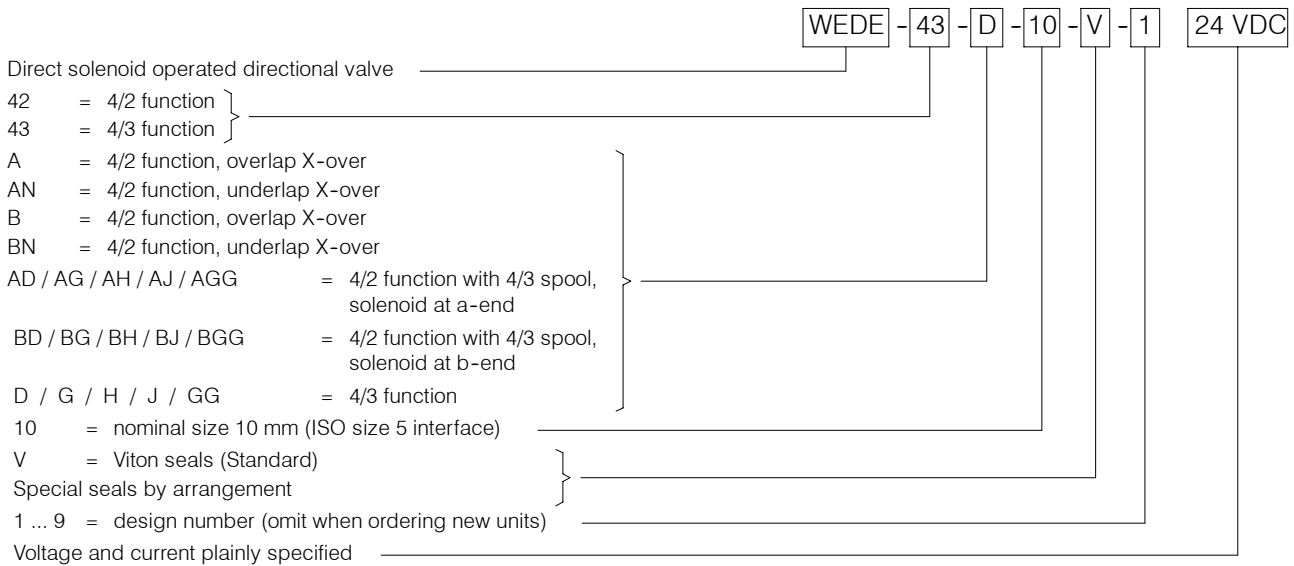 WEDE - 43 - D - 10 - V - 1 24 VDC
Direct solenoid operated directional valve
42 = 4/2 function
43 = 4/3 function
A = 4/2 function, overlap X-over
AN = 4/2 function, underlap X-over
B = 4/2 function, overlap X-over
BN = 4/2 function, underlap X-over
AD / AG / AH / AJ / AGG = 4/2 function with 4/3 spool,
solenoid at a-end
BD / BG / BH / BJ / BGG = 4/2 function with 4/3 spool,
solenoid at b-end
D / G / H / J / GG = 4/3 function
10 = nominal size 10 mm (ISO size 5 interface)
V = Viton seals (Standard)
Special seals by arrangement
1 ... 9 = design number (omit when ordering new units)
Voltage and current plainly specified